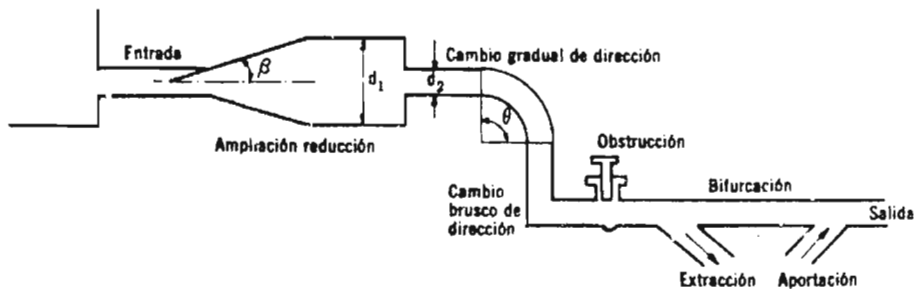 Entrada
β
d₁
Ampliación reducción
d₂
Cambio gradual de dirección
θ
Cambio
brusco de
dirección
Obstrucción
Bifurcación
Salida
Extracción
Aportación